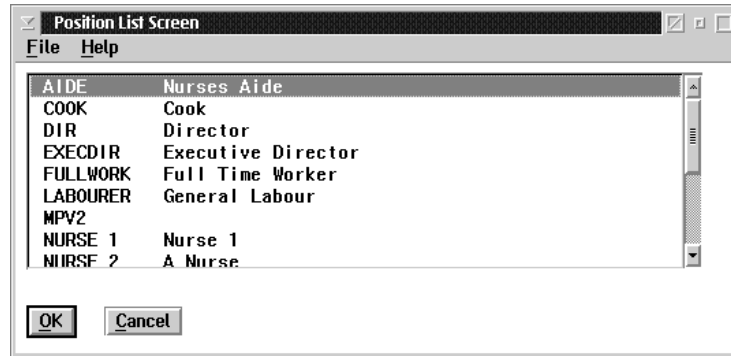 Position List Screen
File Help
AIDE Nurses Aide
COOK Cook
DIR Director
EXECDIR Executive Director
FULLWORK Full Time Worker
LABOURER General Labour
MPV2
NURSE 1 Nurse 1
NURSE 2 A Nurse
OK Cancel